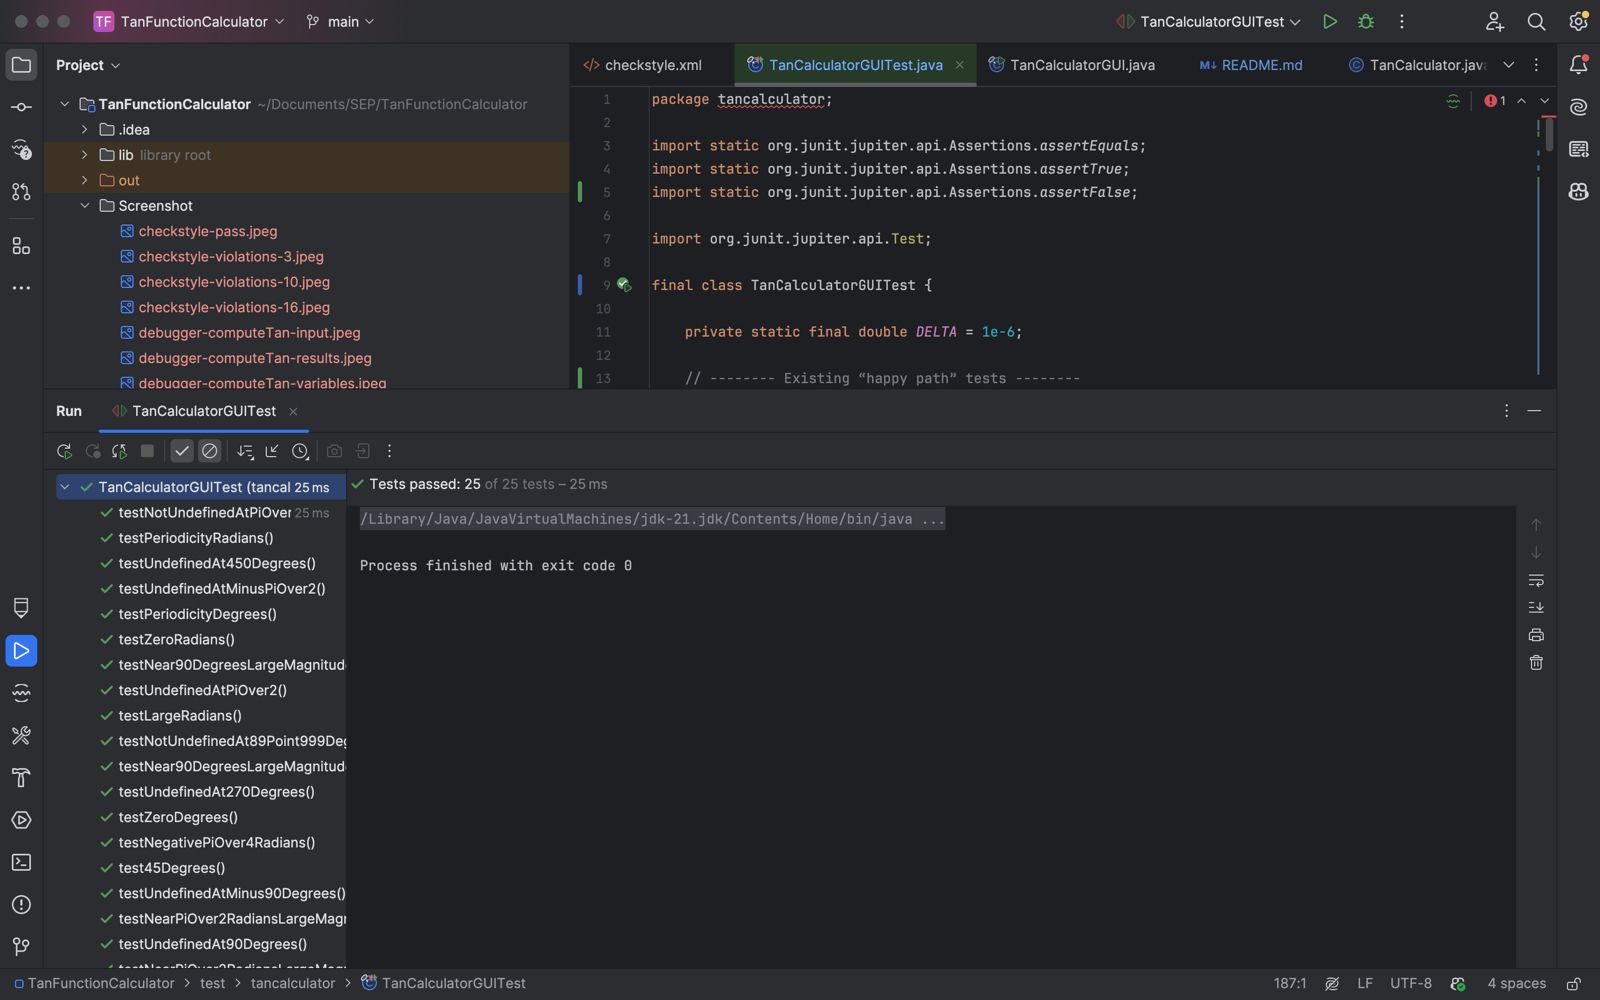 TF TanFunctionCalculator main TanCalculatorGUITest
Project
TanFunctionCalculator ~/Documents/SEP/TanFunctionCalculator
.idea
lib library root
out
Screenshot
checkstyle-pass.jpeg
checkstyle-violations-3.jpeg
checkstyle-violations-10.jpeg
checkstyle-violations-16.jpeg
debugger-computeTan-input.jpeg
debugger-computeTan-results.jpeg
debugger-computeTan-variables.jpeg
checkstyle.xml TanCalculatorGUITest.java TanCalculatorGUI.java M↓ README.md TanCalculator.java
1 package tancalculator; 1
2
3 import static org.junit.jupiter.api.Assertions.assertEquals;
4 import static org.junit.jupiter.api.Assertions.assertTrue;
5 import static org.junit.jupiter.api.Assertions.assertFalse;
6
7 import org.junit.jupiter.api.Test;
8
9 final class TanCalculatorGUITest {
10
11 private static final double DELTA = 1e-6;
12
13 // -------- Existing “happy path” tests --------
Run TanCalculatorGUITest
TanCalculatorGUITest (tancal 25 ms
testNotUndefinedAtPiOver 25 ms
testPeriodicityRadians()
testUndefinedAt450Degrees()
testUndefinedAtMinusPiOver2()
testPeriodicityDegrees()
testZeroRadians()
testNear90DegreesLargeMagnitud
testUndefinedAtPiOver2()
testLargeRadians()
testNotUndefinedAt89Point999Deg
testNear90DegreesLargeMagnitud
testUndefinedAt270Degrees()
testZeroDegrees()
testNegativePiOver4Radians()
test45Degrees()
testUndefinedAtMinus90Degrees()
testNearPiOver2RadiansLargeMagn
testUndefinedAt90Degrees()
testNearPiOver2RadiansLargeMagn
Tests passed: 25 of 25 tests – 25 ms
/Library/Java/JavaVirtualMachines/jdk-21.jdk/Contents/Home/bin/java ...
Process finished with exit code 0
TanFunctionCalculator > test > tancalculator > TanCalculatorGUITest 187:1 LF UTF-8 4 spaces